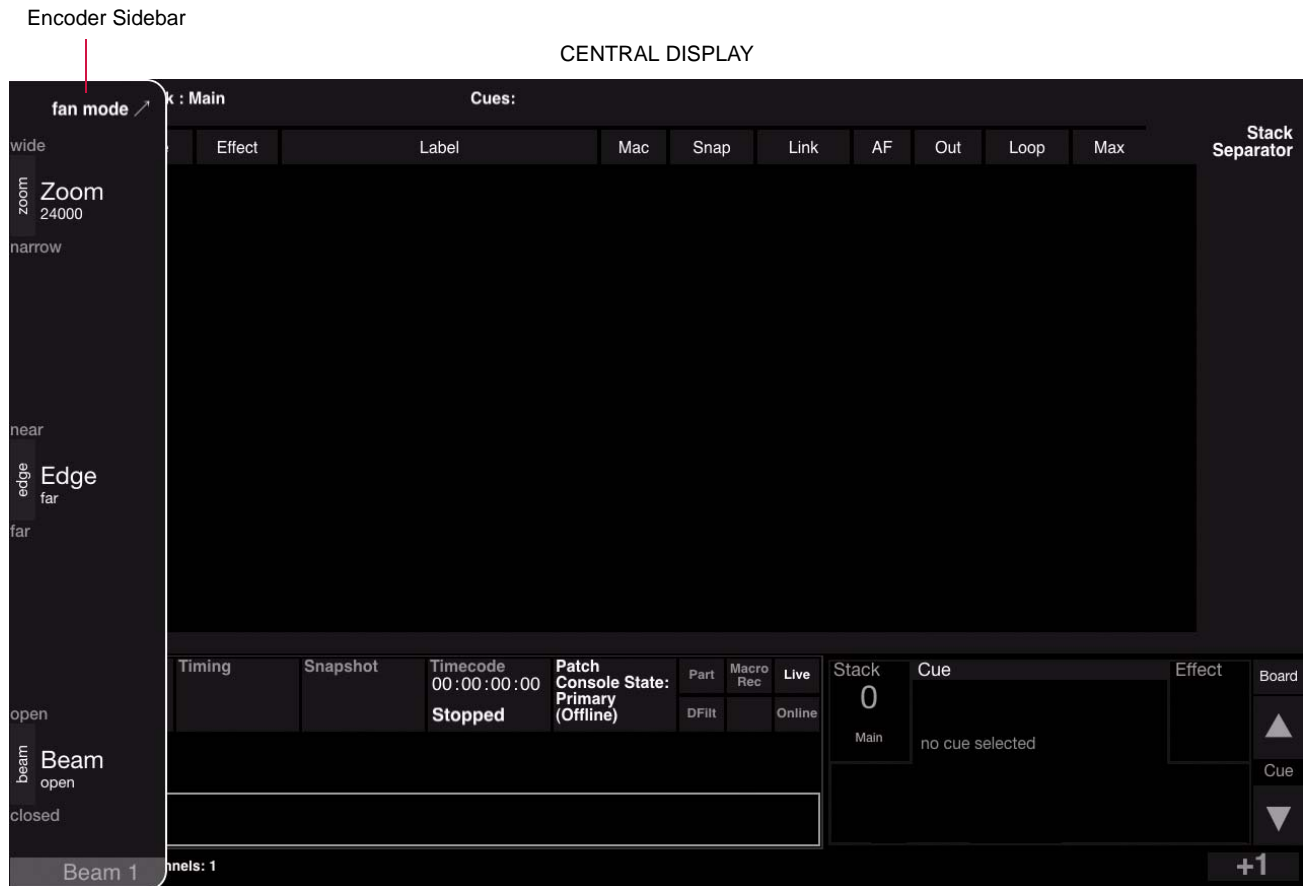 Encoder Sidebar
CENTRAL DISPLAY
fan mode
k : Main
Cues:
Effect
Label
Mac
Snap
Link
AF
Out
Loop
Max
Stack
Separator
wide
zoom
Zoom
24000
narrow
near
edge
Edge
far
far
open
beam
Beam
open
closed
Beam 1
Timing
Snapshot
Timecode
00:00:00:00
Stopped
Patch
Console State:
Primary
(Offline)
Part
Macro
Rec
Live
DFilt
Online
Stack
0
Main
Cue
no cue selected
Effect
Board
▲
Cue
▼
nnels: 1
+1